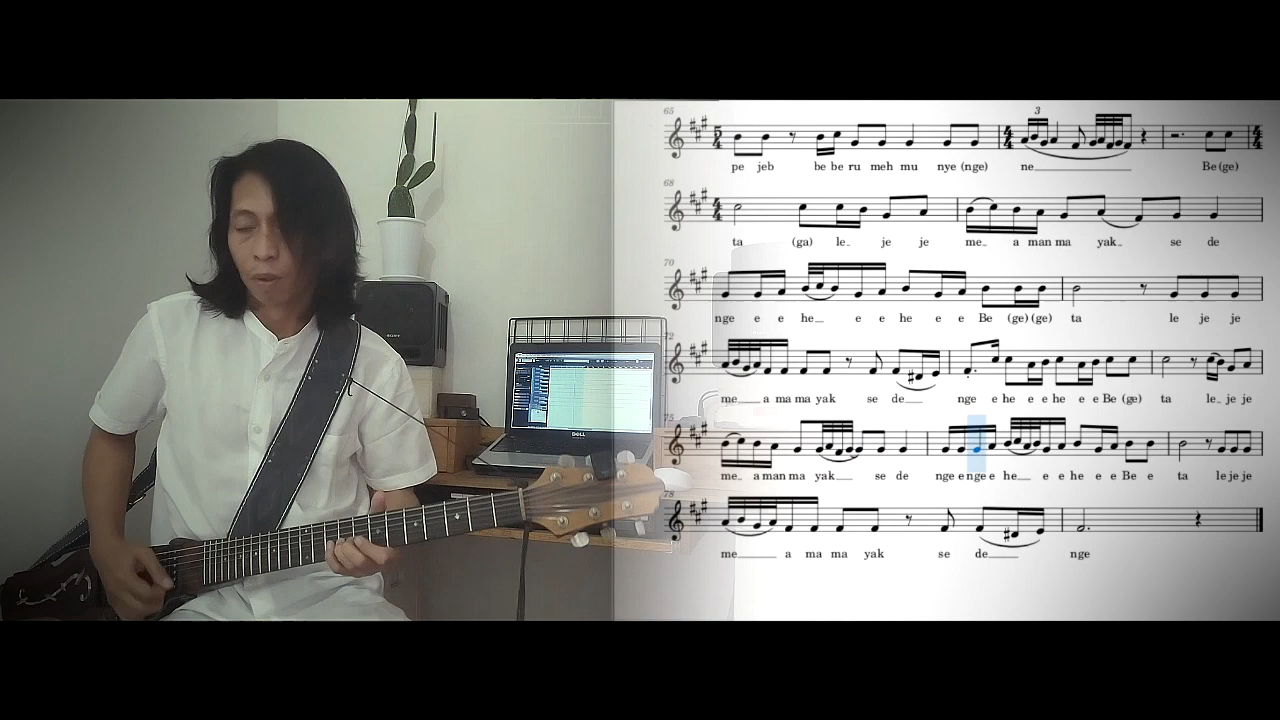 SONY
DELL
65
3
pe jeb be be ru meh mu nye (nge) ne Be (ge)
68
ta (ga) le je je me a man ma yak se de
70
nge e e he e e he e e Be (ge) (ge) ta le je je
72
me a ma ma yak se de nge e he e e he e e Be (ge) ta le je je
75
me a man ma yak se de nge e nge e he e e he e e Be e ta le je je
78
me a ma ma yak se de nge